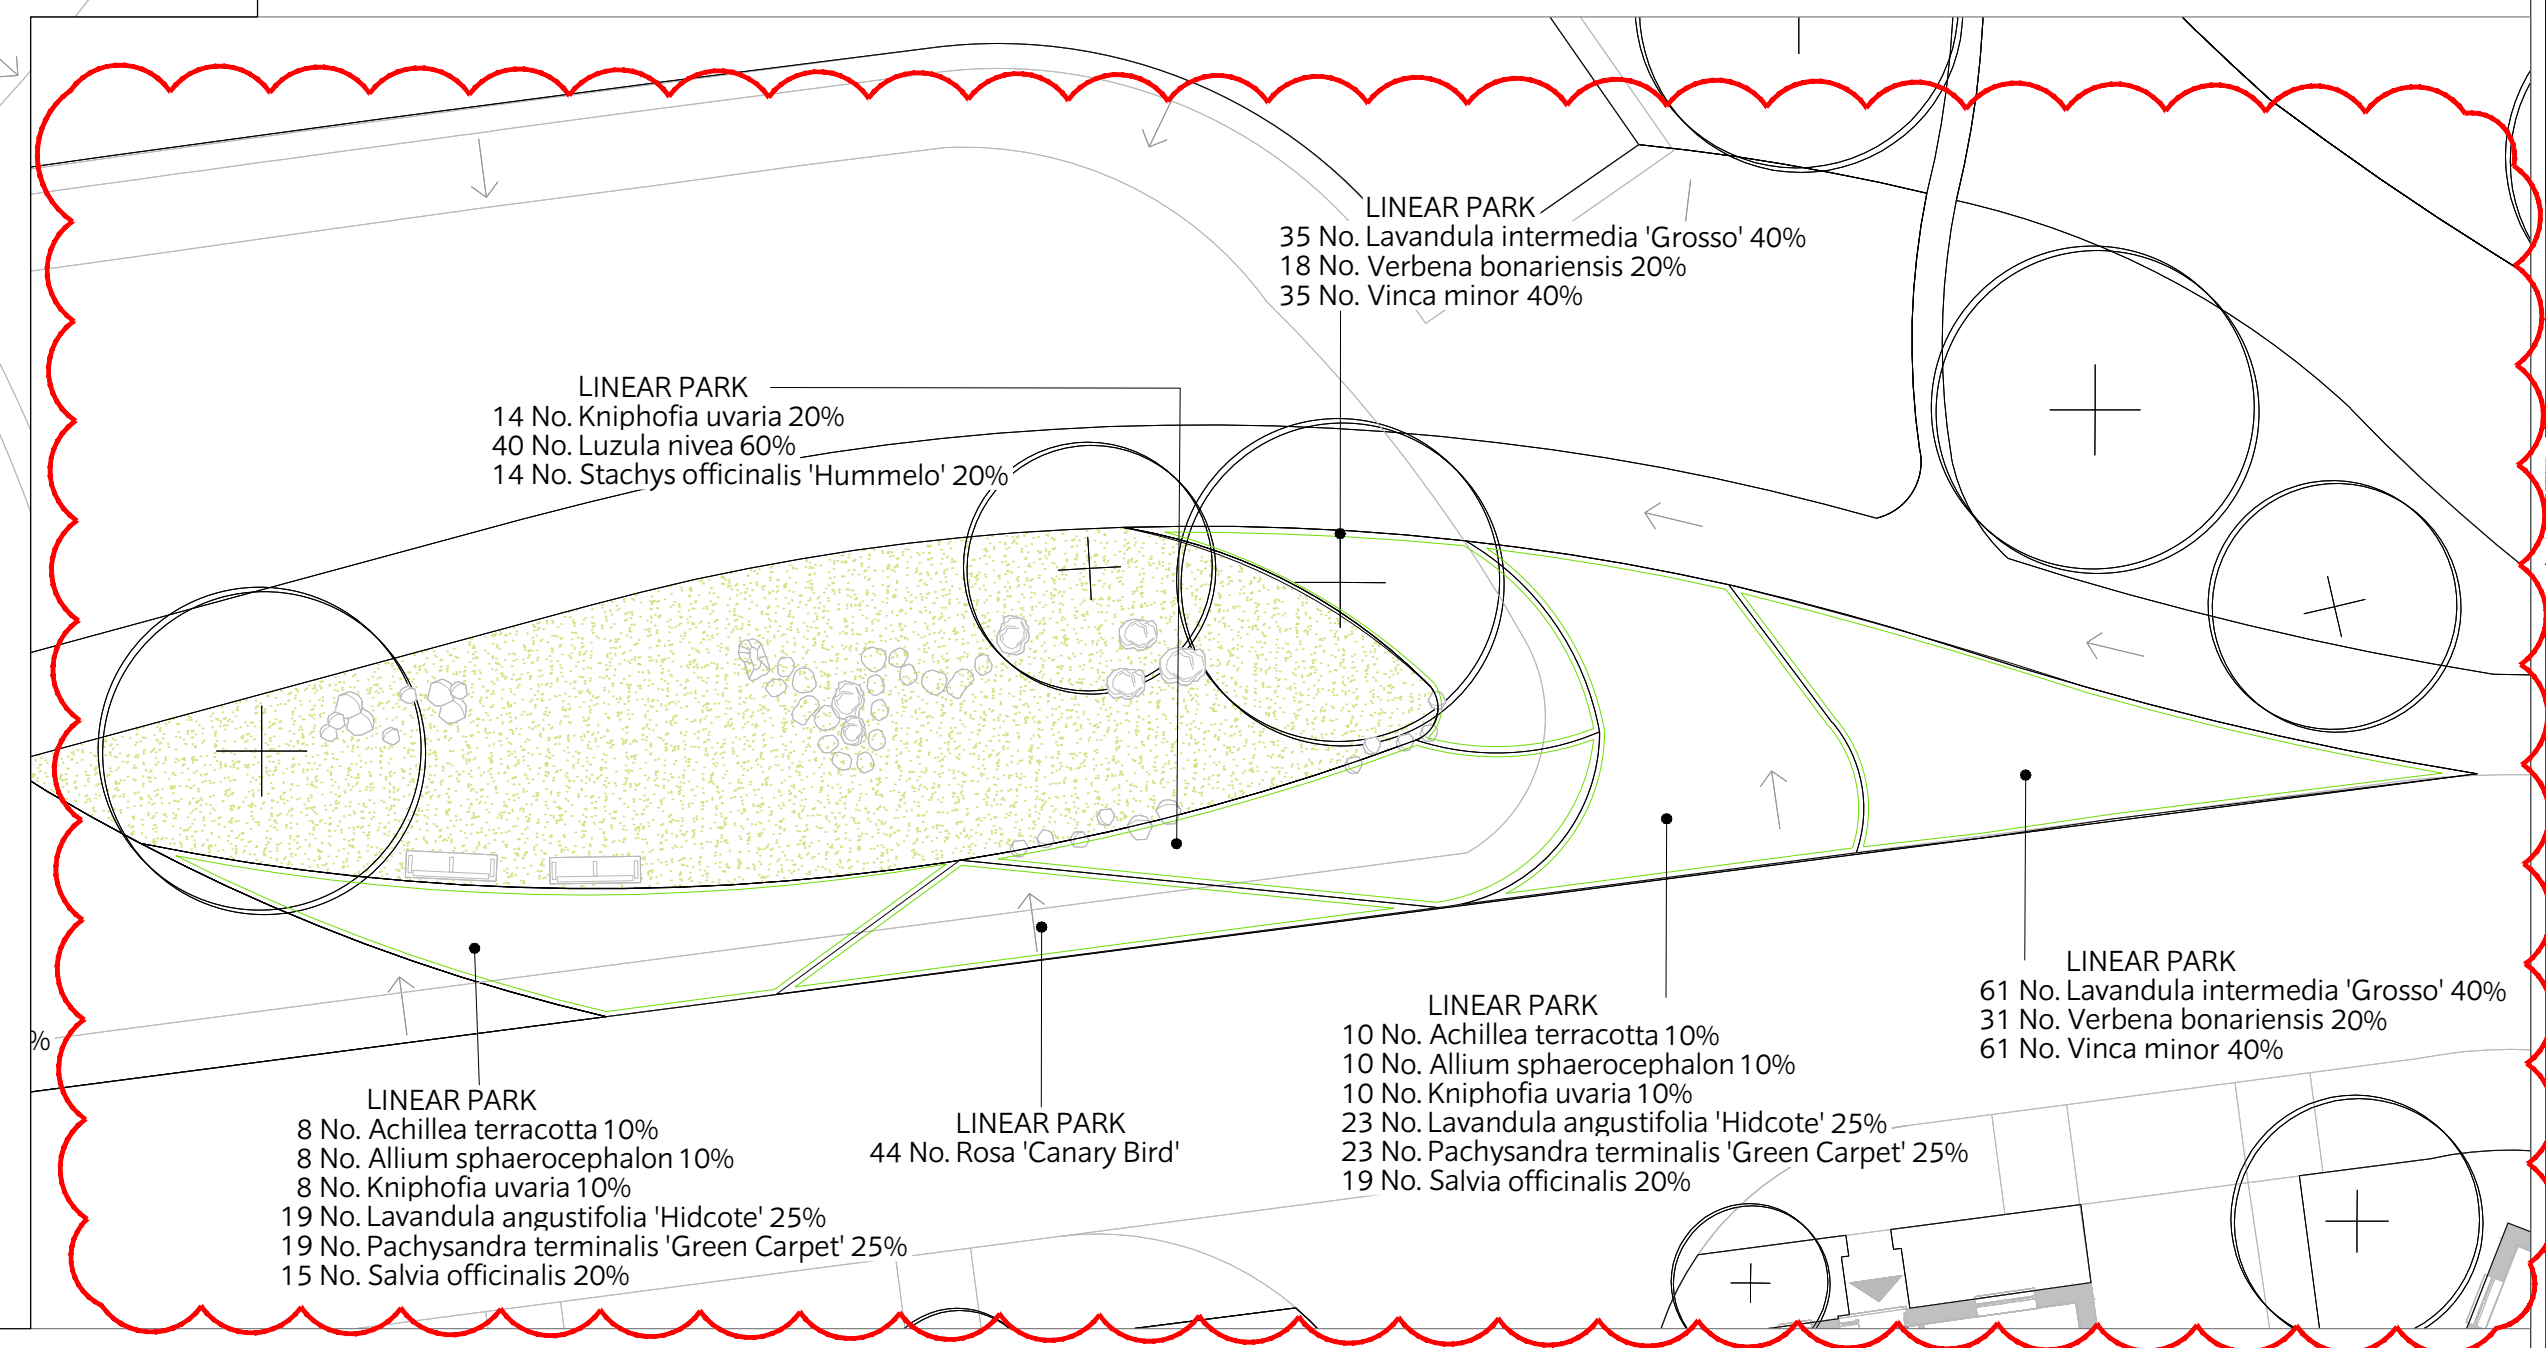 LINEAR PARK
35 No. Lavandula intermedia 'Grosso' 40%
18 No. Verbena bonariensis 20%
35 No. Vinca minor 40%
LINEAR PARK
14 No. Kniphofia uvaria 20%
40 No. Luzula nivea 60%
14 No. Stachys officinalis 'Hummelo' 20%
%
LINEAR PARK
8 No. Achillea terracotta 10%
8 No. Allium sphaerocephalon 10%
8 No. Kniphofia uvaria 10%
19 No. Lavandula angustifolia 'Hidcote' 25%
19 No. Pachysandra terminalis 'Green Carpet' 25%
15 No. Salvia officinalis 20%
LINEAR PARK
44 No. Rosa 'Canary Bird'
LINEAR PARK
10 No. Achillea terracotta 10%
10 No. Allium sphaerocephalon 10%
10 No. Kniphofia uvaria 10%
23 No. Lavandula angustifolia 'Hidcote' 25%
23 No. Pachysandra terminalis 'Green Carpet' 25%
19 No. Salvia officinalis 20%
LINEAR PARK
61 No. Lavandula intermedia 'Grosso' 40%
31 No. Verbena bonariensis 20%
61 No. Vinca minor 40%